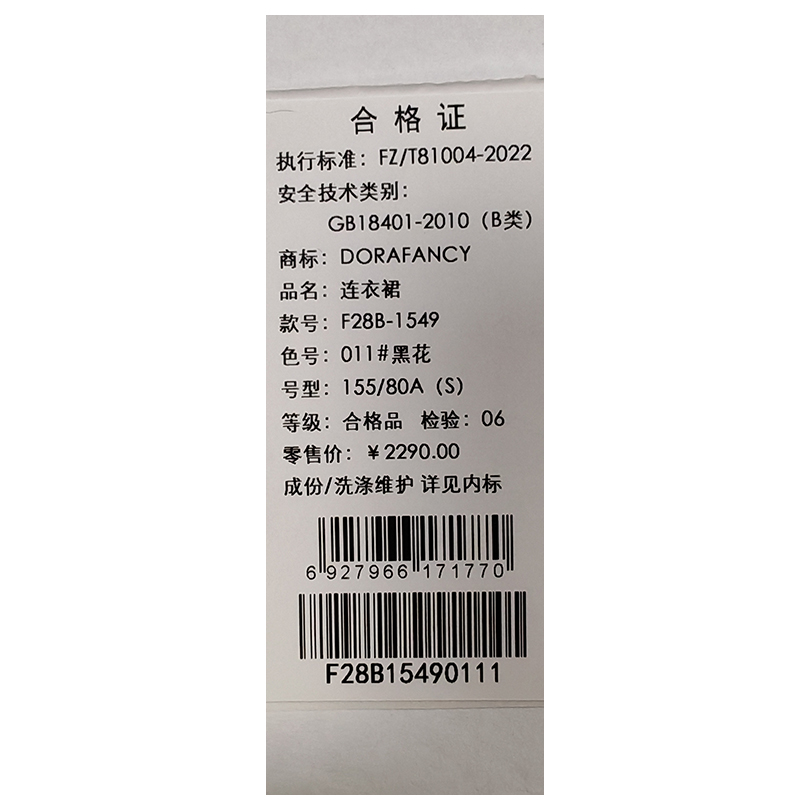 合格证
执行标准：FZ/T81004-2022
安全技术类别：
GB18401-2010（B类）
商标：DORAFANCY
品名：连衣裙
款号：F28B-1549
色号：011#黑花
号型：155/80A（S）
等级：合格品 检验：06
零售价：￥2290.00
成份/洗涤维护 详见内标
6 927966 171770
F28B15490111